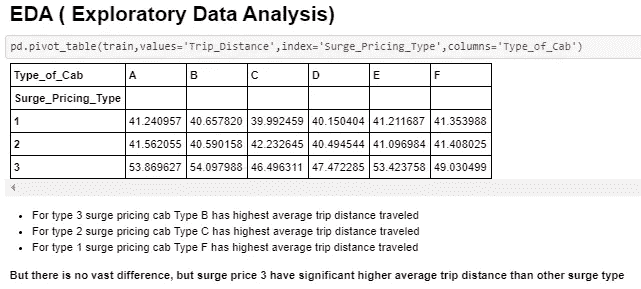 EDA ( Exploratory Data Analysis)
pd.pivot_table(train,values='Trip_Distance',index='Surge_Pricing_Type',columns='Type_of_Cab')
Type_of_Cab A B C D E F
Surge_Pricing_Type
1 41.240957 40.657820 39.992459 40.150404 41.211687 41.353988
2 41.562055 40.590158 42.232645 40.494544 41.096984 41.408025
3 53.869627 54.097988 46.496311 47.472285 53.423758 49.030499
For type 3 surge pricing cab Type B has highest average trip distance traveled
For type 2 surge pricing cab Type C has highest average trip distance traveled
For type 1 surge pricing cab Type F has highest average trip distance traveled
But there is no vast difference, but surge price 3 have significant higher average trip distance than other surge type